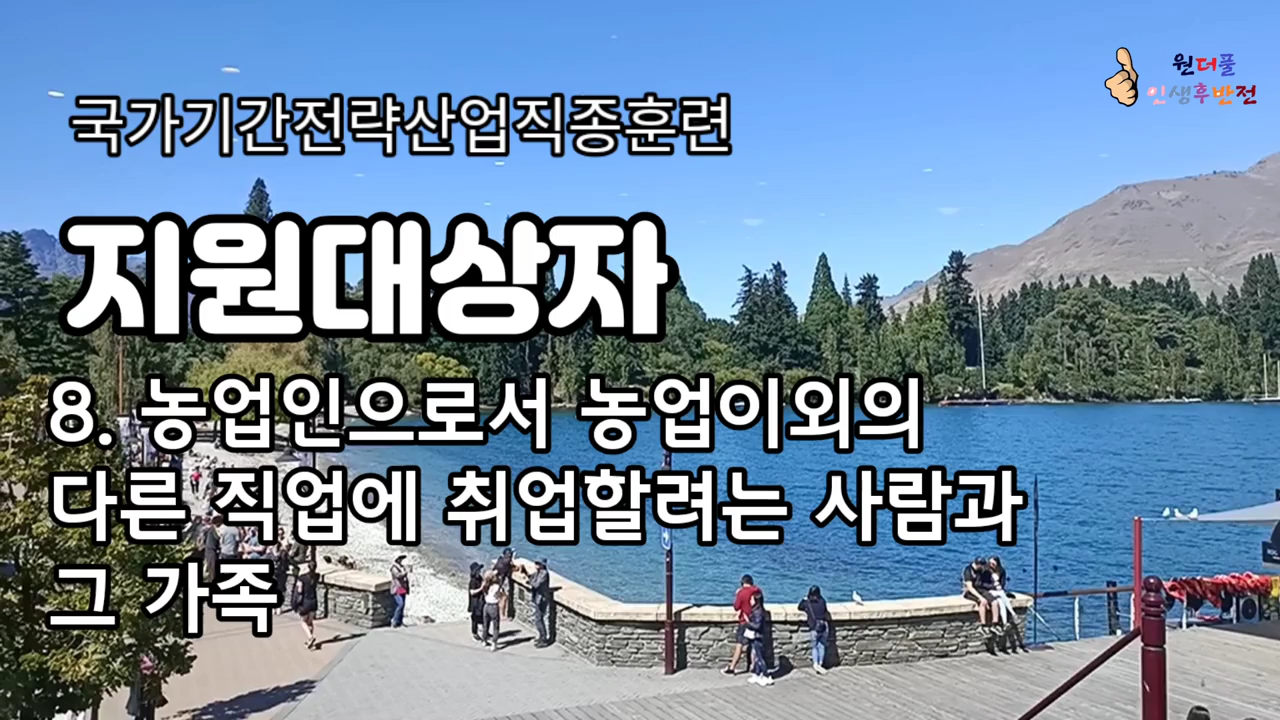 원더풀
인생후반전
국가기간전략산업직종훈련
지원대상자
8. 농업인으로서 농업이외의
다른 직업에 취업할려는 사람과
그 가족